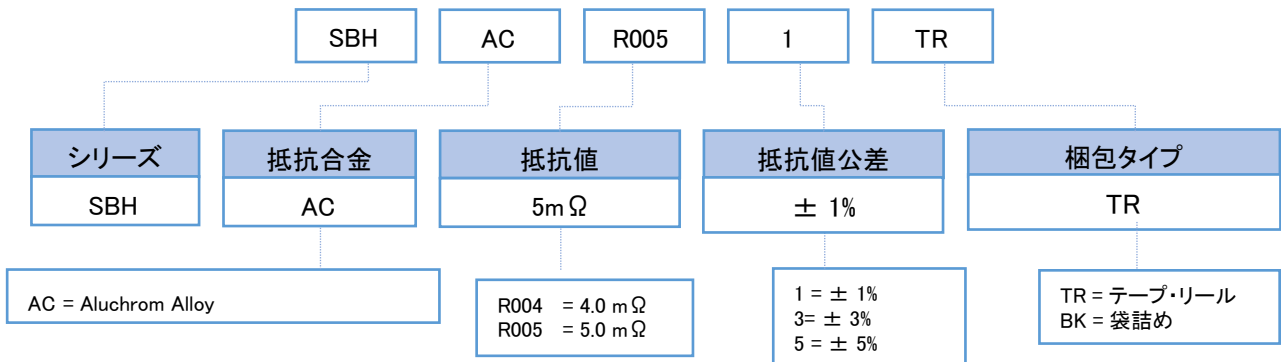 SBH AC R005 1 TR
シリーズ 抵抗合金 抵抗値 抵抗値公差 梱包タイプ
SBH AC 5mΩ ± 1% TR
AC = Aluchrom Alloy
R004 = 4.0 mΩ
R005 = 5.0 mΩ
1 = ± 1%
3= ± 3%
5 = ± 5%
TR = テープ・リール
BK = 袋詰め